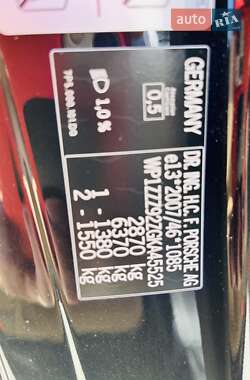 auto
RIA
DR. ING. H.C. F. PORSCHE AG
GERMANY
e13*2007/46*1085
WP1ZZZ92ZGKA45525
2870 kg
6370 kg
1 - 1380 kg
2 - 1550 kg
0,5
1,0 %